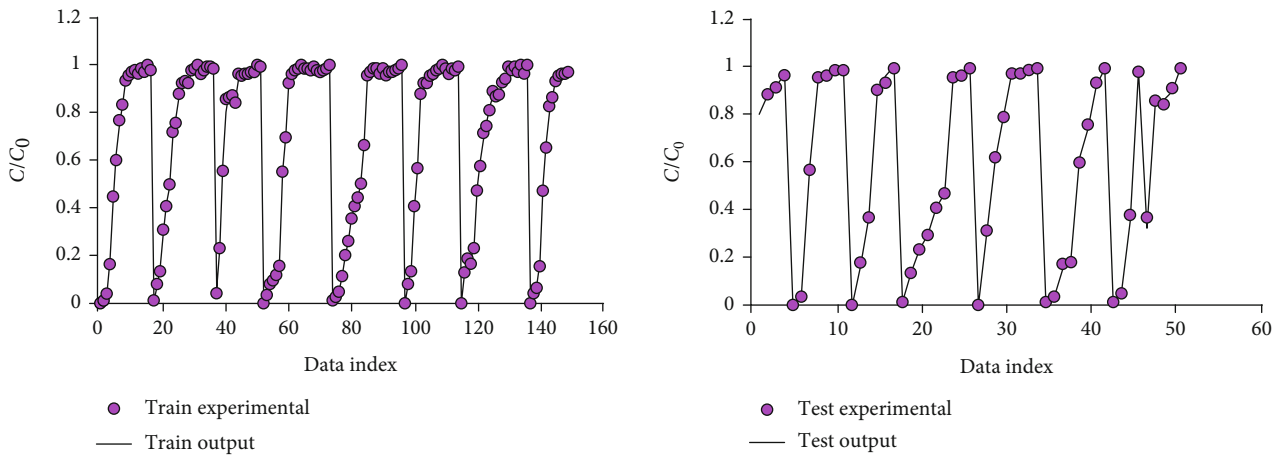 1.2
1
0.8
0.6
0.4
0.2
0
C/C0
0 20 40 60 80 100 120 140 160
Data index
Train experimental
Train output
1.2
1
0.8
0.6
0.4
0.2
0
C/C0
0 10 20 30 40 50 60
Data index
Test experimental
Test output